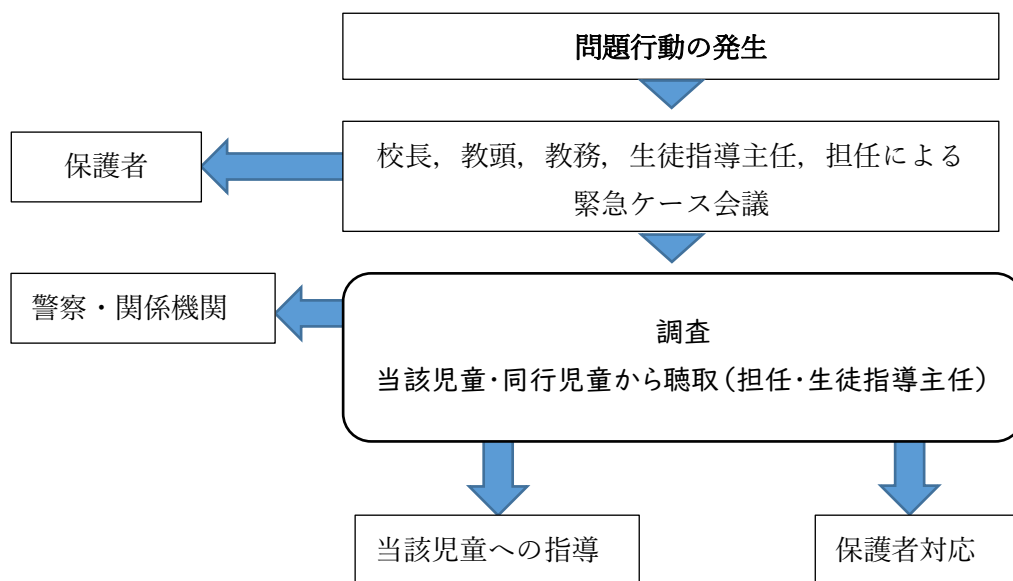 問題行動の発生
保護者
校長，教頭，教務，生徒指導主任，担任による
緊急ケース会議
警察・関係機関
調査
当該児童・同行児童から聴取（担任・生徒指導主任）
当該児童への指導
保護者対応